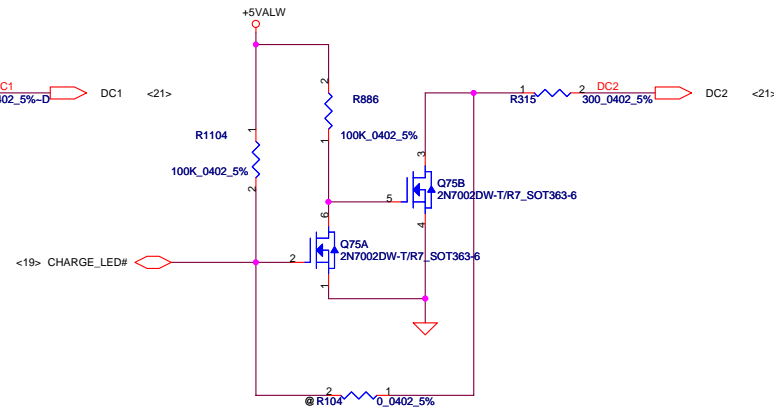 +5VALW
C1
402_5%~D
DC1 <21>
2
R886
1
100K_0402_5%
1
R1104
100K_0402_5%
2
1
R315
2
DC2
300_0402_5%
DC2 <21>
3
5
Q75B
2N7002DW-T/R7_SOT363-6
4
6
Q75A
2N7002DW-T/R7_SOT363-6
2
1
<19> CHARGE_LED#
2
1
@ R104
0_0402_5%